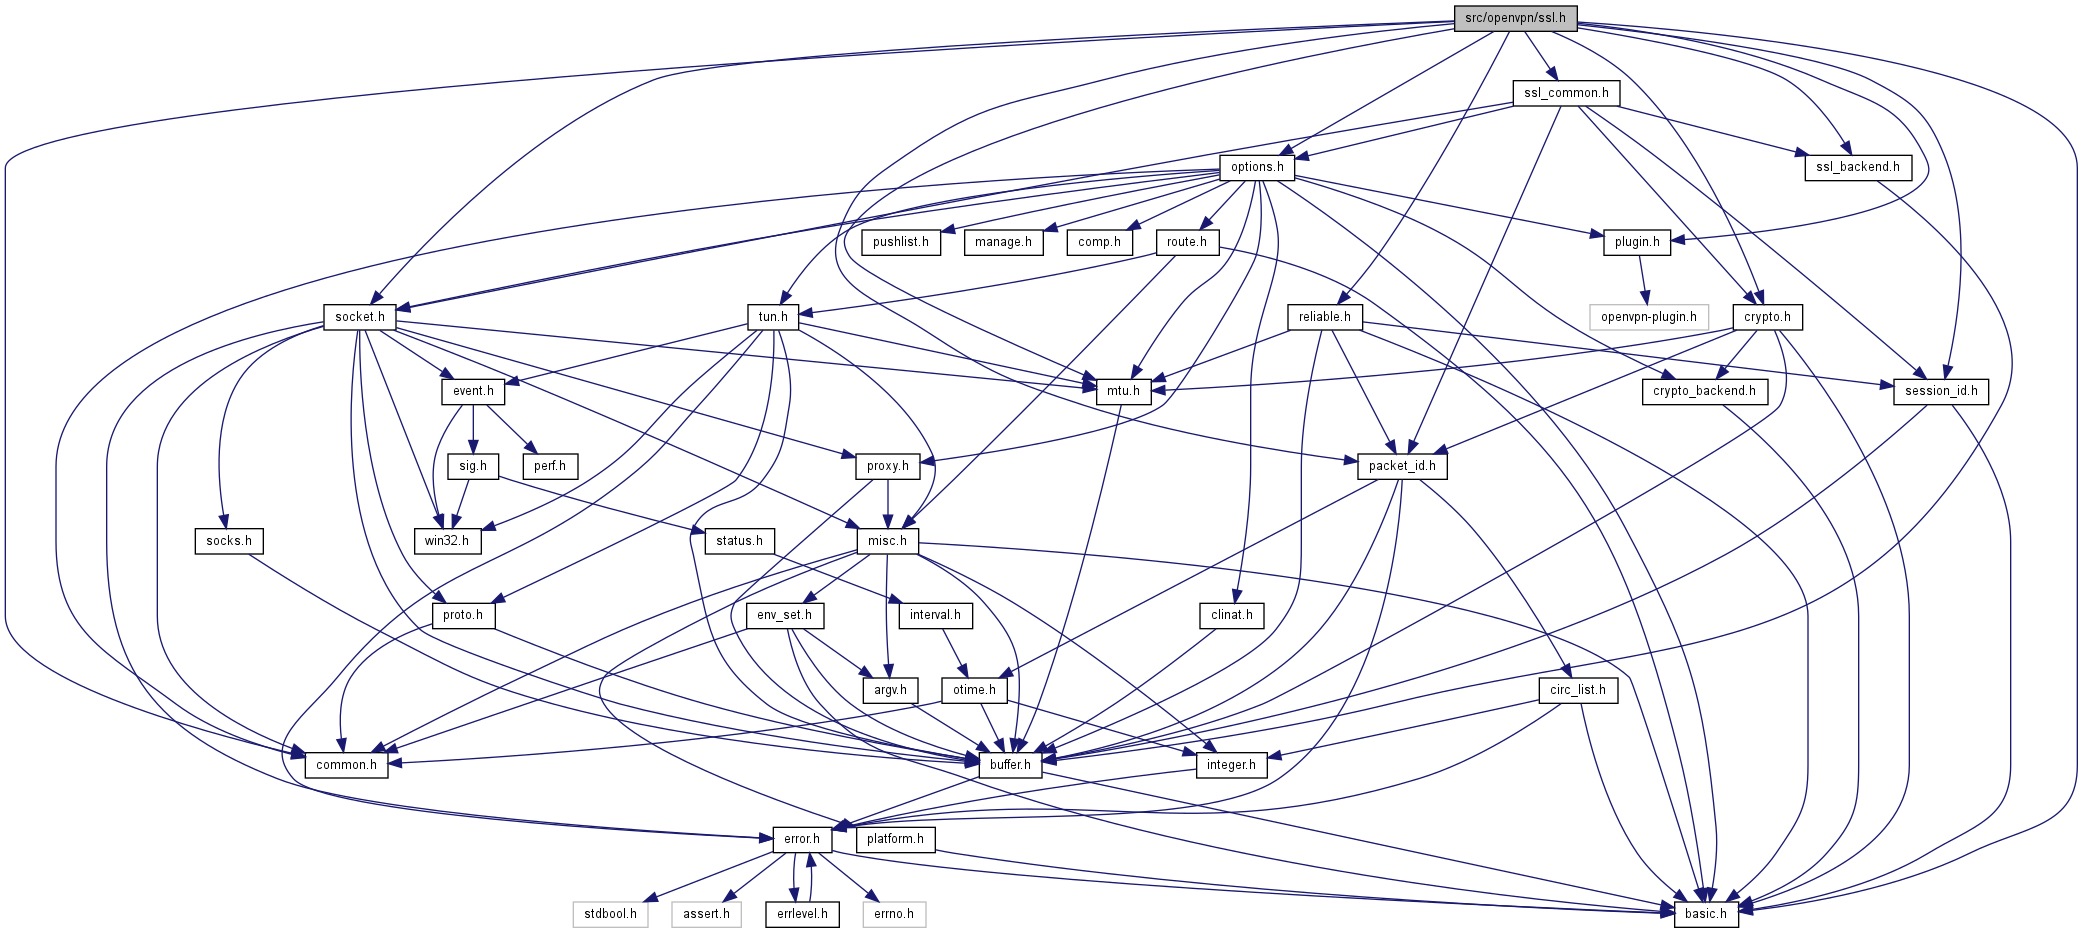 src/openvpn/ssl.h
ssl_common.h
options.h
ssl_backend.h
pushlist.h
manage.h
comp.h
route.h
plugin.h
socket.h
tun.h
reliable.h
openvpn-plugin.h
crypto.h
event.h
mtu.h
crypto_backend.h
session_id.h
sig.h
perf.h
proxy.h
packet_id.h
socks.h
win32.h
status.h
misc.h
proto.h
env_set.h
interval.h
clinat.h
argv.h
otime.h
circ_list.h
common.h
buffer.h
integer.h
error.h
platform.h
stdbool.h
assert.h
errlevel.h
errno.h
basic.h